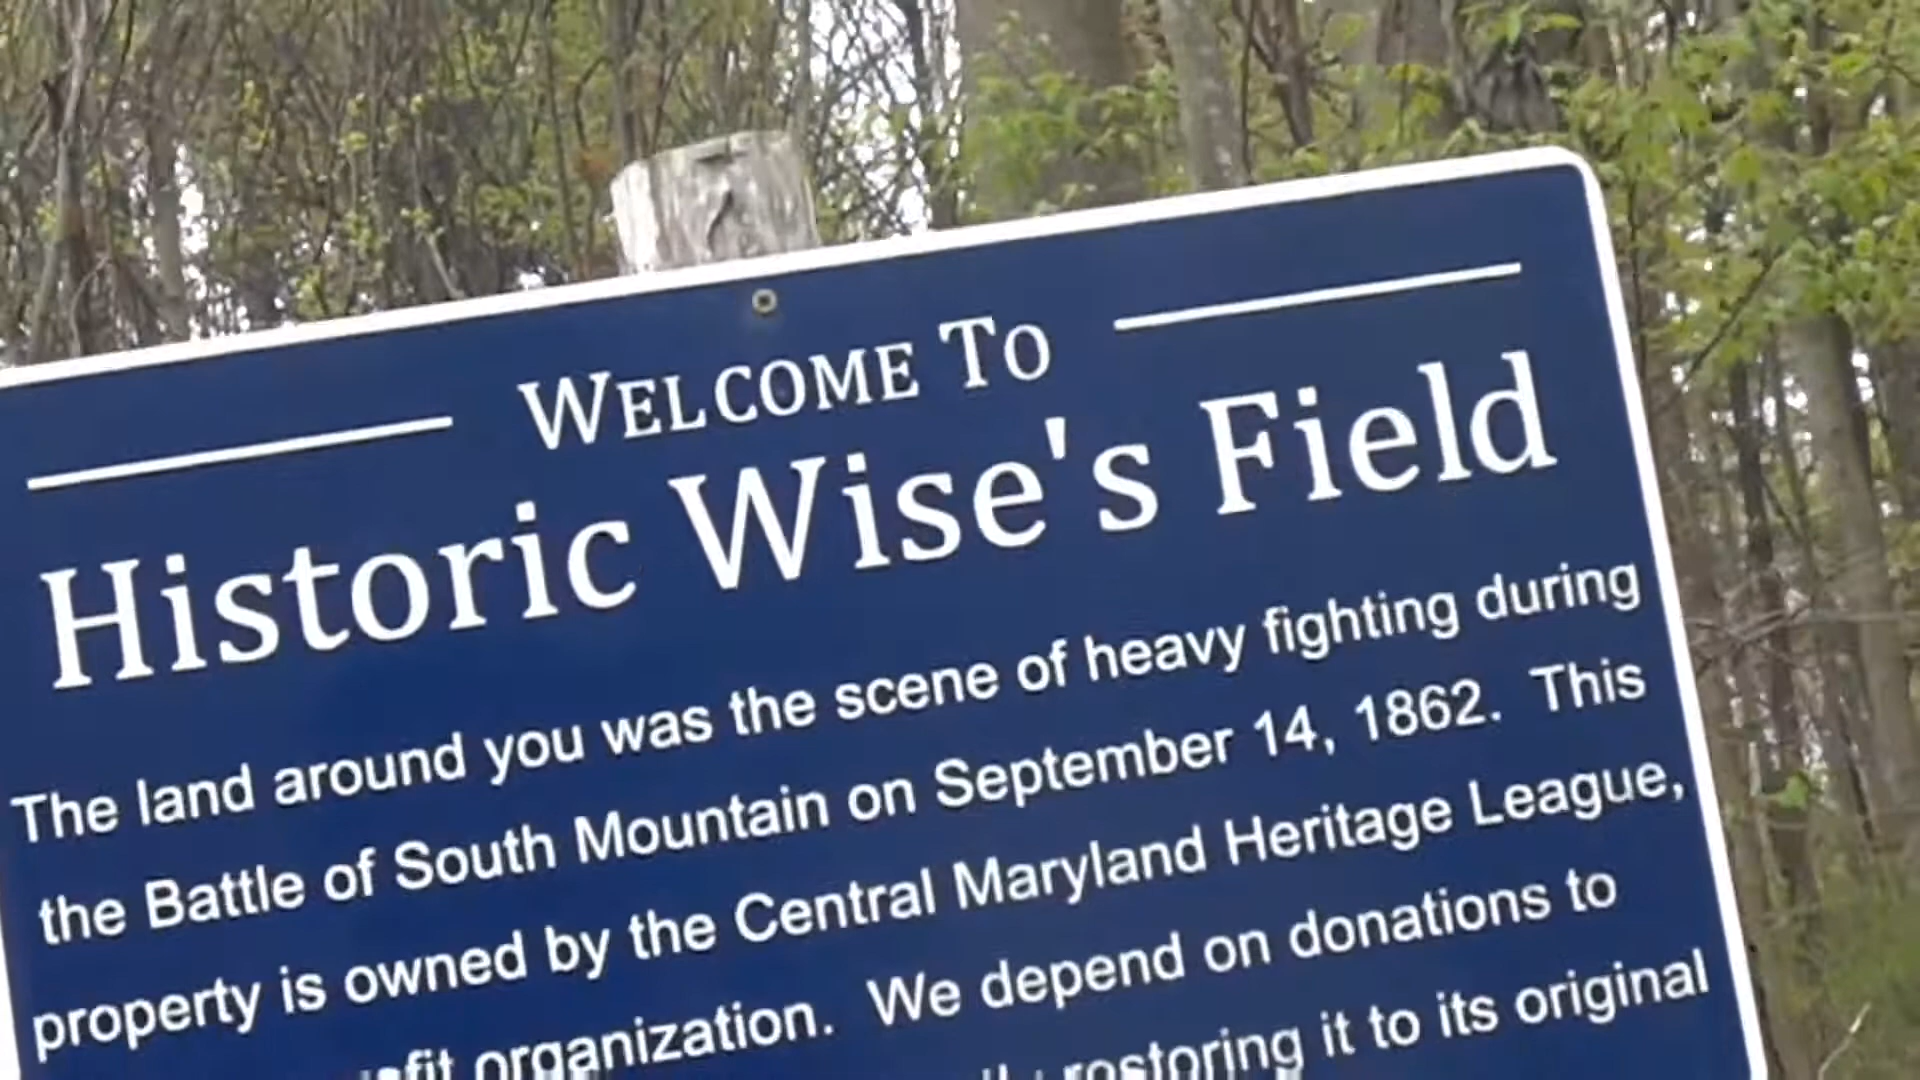 WELCOME TO
Historic Wise's Field
The land around you was the scene of heavy fighting during
the Battle of South Mountain on September 14, 1862. This
property is owned by the Central Maryland Heritage League,
organization. We depend on donations to
restoring it to its original